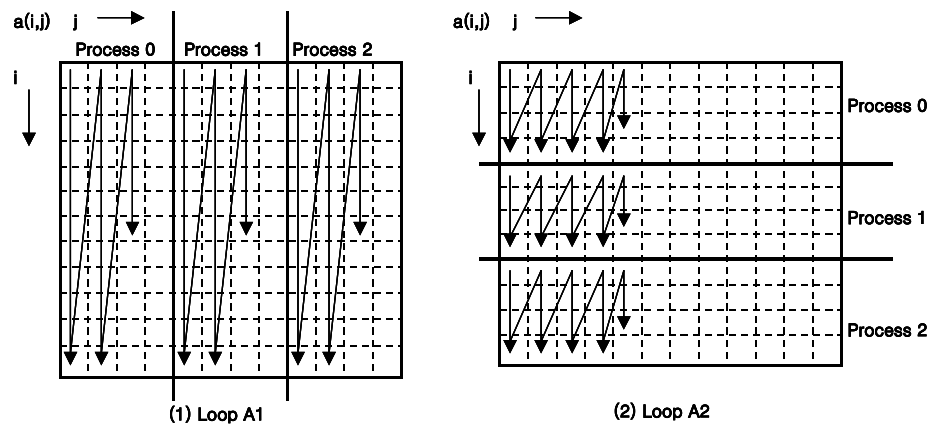 a(i,j) j
Process 0 Process 1 Process 2
i
(1) Loop A1
a(i,j) j
i
Process 0
Process 1
Process 2
(2) Loop A2